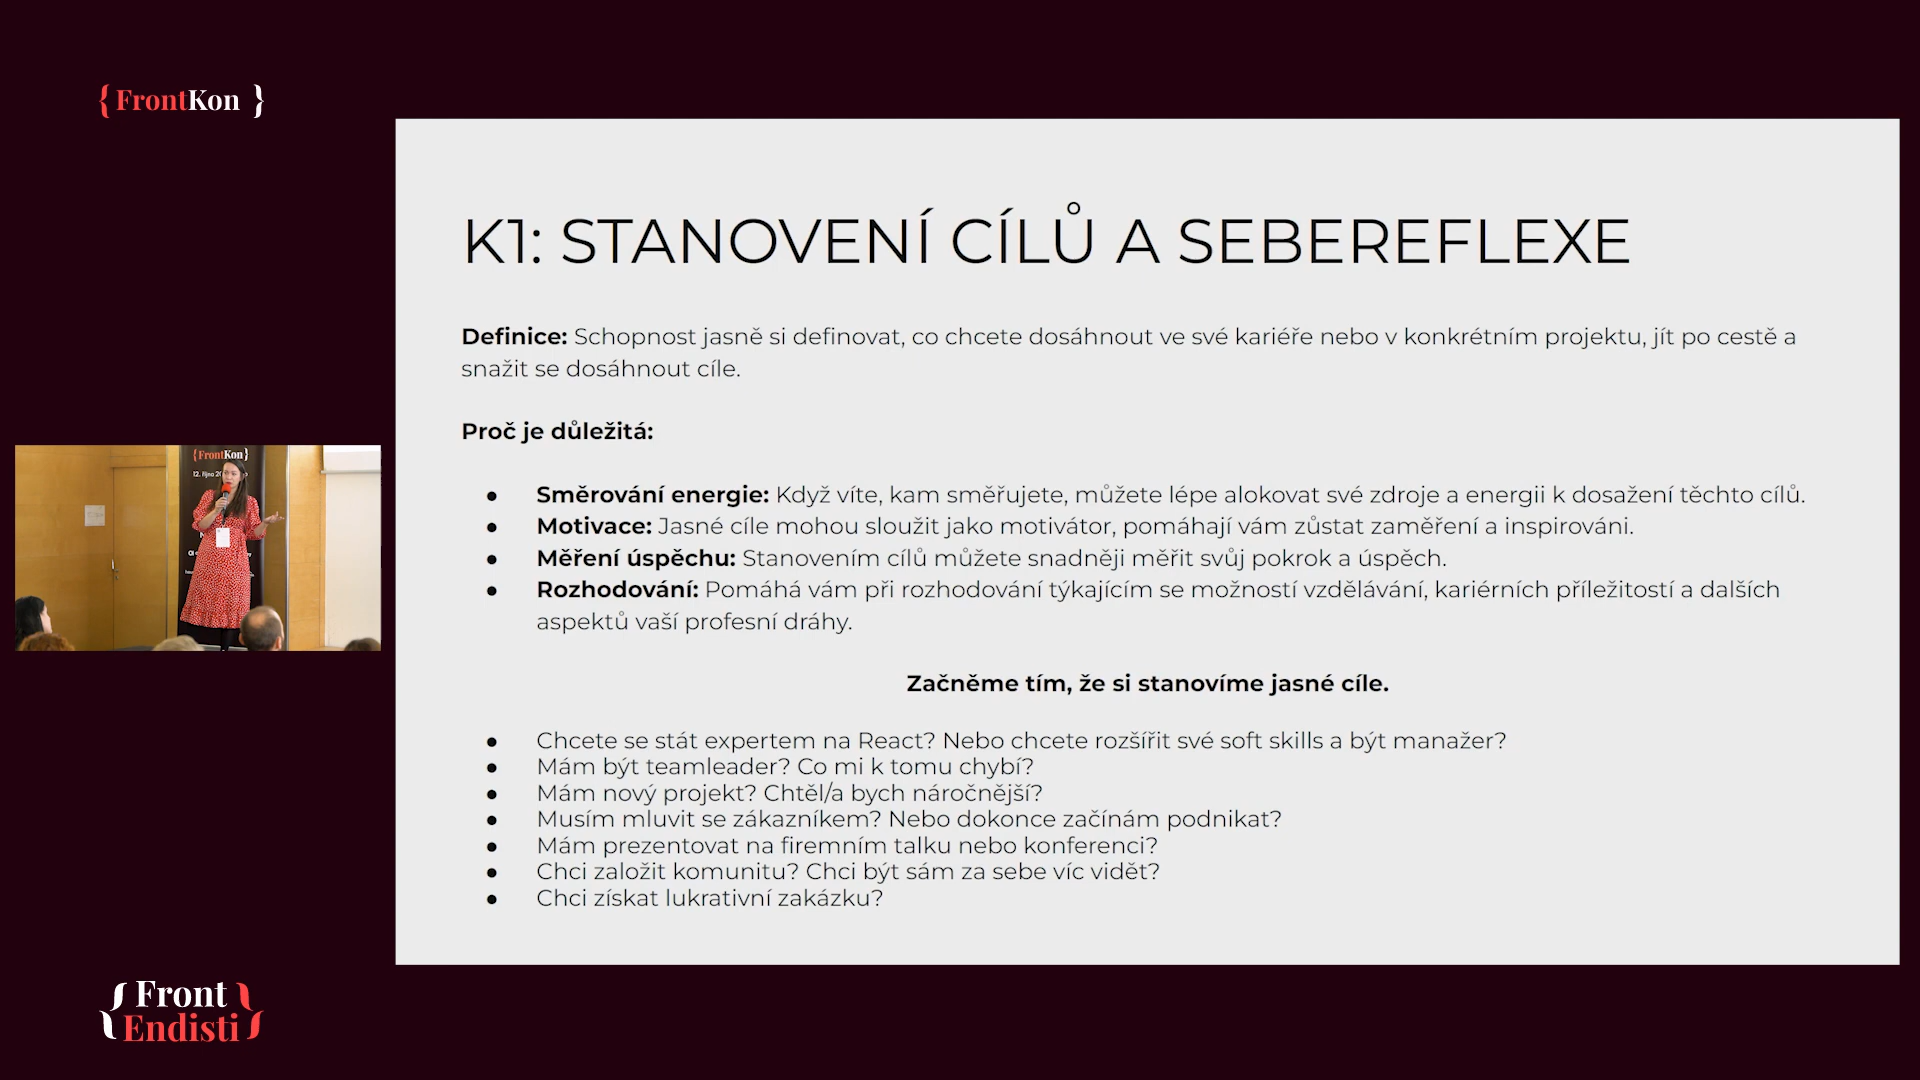 { FrontKon }
K1: STANOVENÍ CÍLŮ A SEBEREFLEXE
Definice: Schopnost jasně si definovat, co chcete dosáhnout ve své kariéře nebo v konkrétním projektu, jít po cestě a
snažit se dosáhnout cíle.
Proč je důležitá:
● Směrování energie: Když víte, kam směřujete, můžete lépe alokovat své zdroje a energii k dosažení těchto cílů.
● Motivace: Jasné cíle mohou sloužit jako motivátor, pomáhají vám zůstat zaměření a inspirováni.
● Měření úspěchu: Stanovením cílů můžete snadněji měřit svůj pokrok a úspěch.
● Rozhodování: Pomáhá vám při rozhodování týkajícím se možností vzdělávání, kariérních příležitostí a dalších
aspektů vaší profesní dráhy.
Začněme tím, že si stanovíme jasné cíle.
● Chcete se stát expertem na React? Nebo chcete rozšířit své soft skills a být manažer?
● Mám být teamleader? Co mi k tomu chybí?
● Mám nový projekt? Chtěl/a bych náročnější?
● Musím mluvit se zákazníkem? Nebo dokonce začínám podnikat?
● Mám prezentovat na firemním talku nebo konferenci?
● Chci založit komunitu? Chci být sám za sebe víc vidět?
● Chci získat lukrativní zakázku?
{FrontKon}
12. října
{ Front }
{ Endisti }